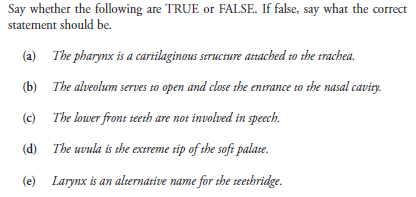 Say whether the following are TRUE or FALSE. If false, say what the correct
statement should be.
(a) The pharynx is a cartilaginous structure attached to the trachea.
(b) The alveolum serves to open and close the entrance to the nasal cavity.
(c) The lower front teeth are not involved in speech.
(d) The uvula is the extreme tip of the soft palate.
(e) Larynx is an alternative name for the teethridge.